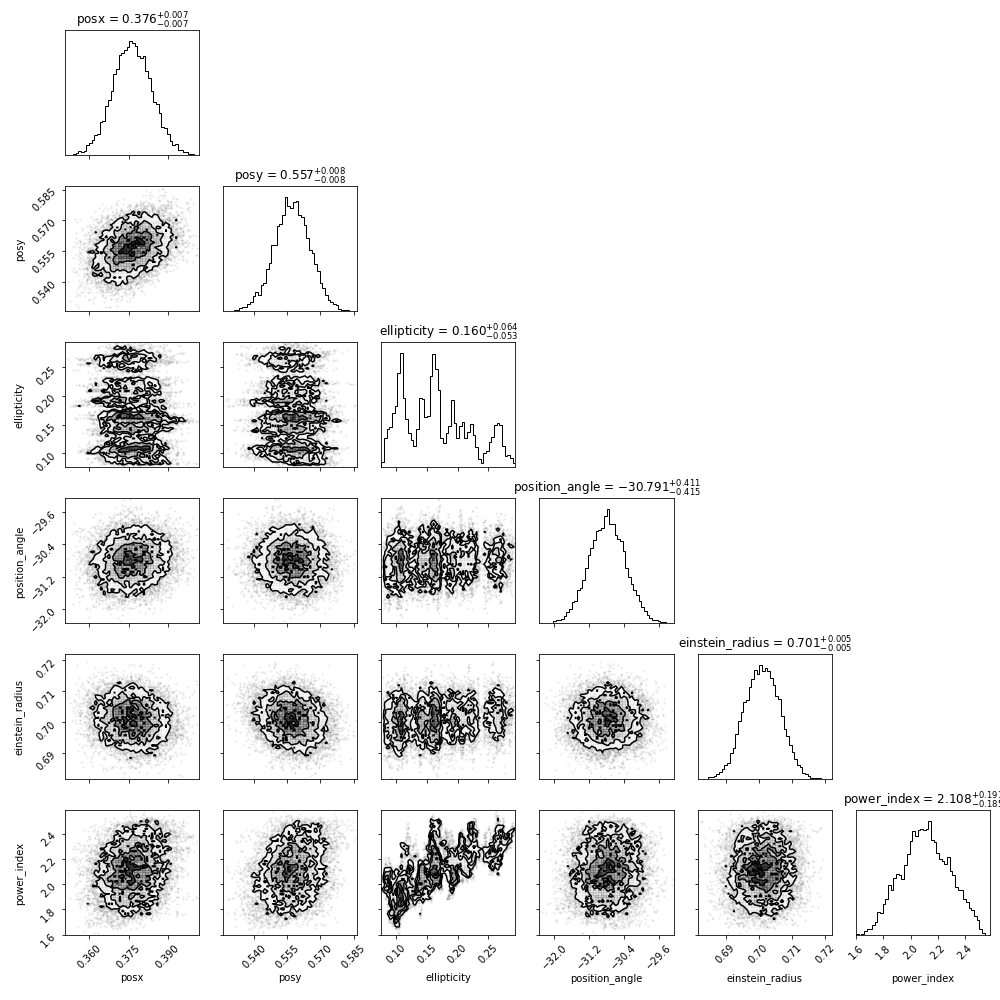 posx = 0.376+0.007−0.007
posy = 0.557+0.008−0.008
0.585
0.570
0.555
0.540
posy
ellipticity = 0.160+0.064−0.053
0.25
0.20
0.15
0.10
ellipticity
position_angle = −30.791+0.411−0.415
−29.6
−30.4
−31.2
−32.0
position_angle
einstein_radius = 0.701+0.005−0.005
0.72
0.71
0.70
0.69
einstein_radius
power_index = 2.108+0.191−0.185
2.4
2.2
2.0
1.8
1.6
power_index
0.360 0.375 0.390
0.540 0.555 0.570 0.585
0.10 0.15 0.20 0.25
−32.0 −31.2 −30.4 −29.6
0.69 0.70 0.71 0.72
1.6 1.8 2.0 2.2 2.4
posx posy ellipticity position_angle einstein_radius power_index